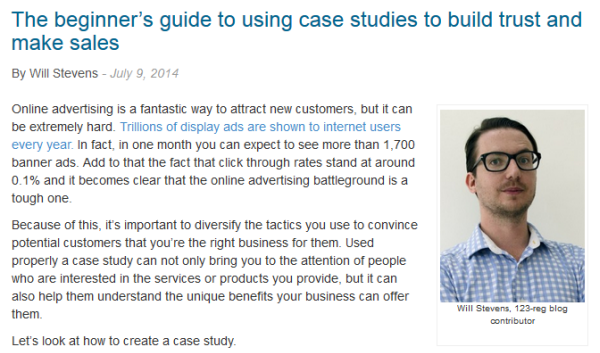 The beginner's guide to using case studies to build trust and
make sales
By Will Stevens - July 9, 2014
Online advertising is a fantastic way to attract new customers, but it can
be extremely hard. Trillions of display ads are shown to internet users
every year. In fact, in one month you can expect to see more than 1,700
banner ads. Add to that the fact that click through rates stand at around
0.1% and it becomes clear that the online advertising battleground is a
tough one.
Because of this, it's important to diversify the tactics you use to convince
potential customers that you're the right business for them. Used
properly a case study can not only bring you to the attention of people
who are interested in the services or products you provide, but it can
also help them understand the unique benefits your business can offer
them.
Let's look at how to create a case study.
Will Stevens, 123-reg blog
contributor